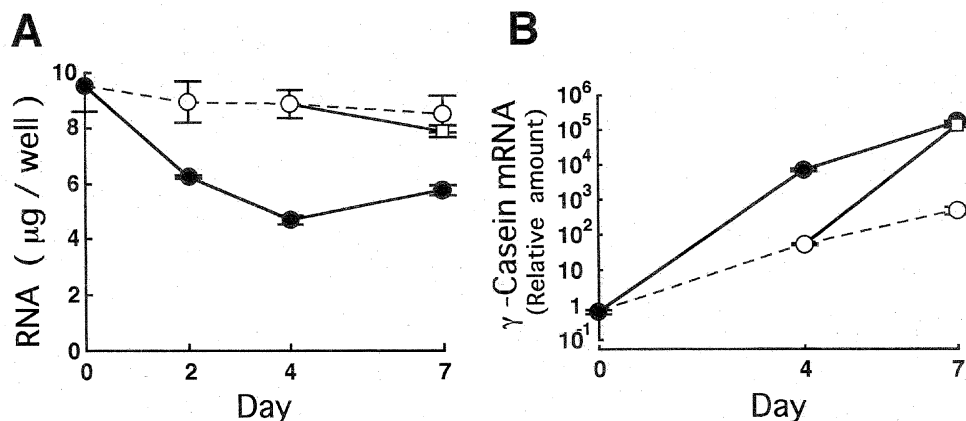 A
RNA ( μg / well )
10
8
6
4
2
0
0 2 4 7
Day
B
γ-Casein mRNA
(Relative amount)
10⁶
10⁵
10⁴
10³
10²
10
1
10⁻¹
0 4 7
Day